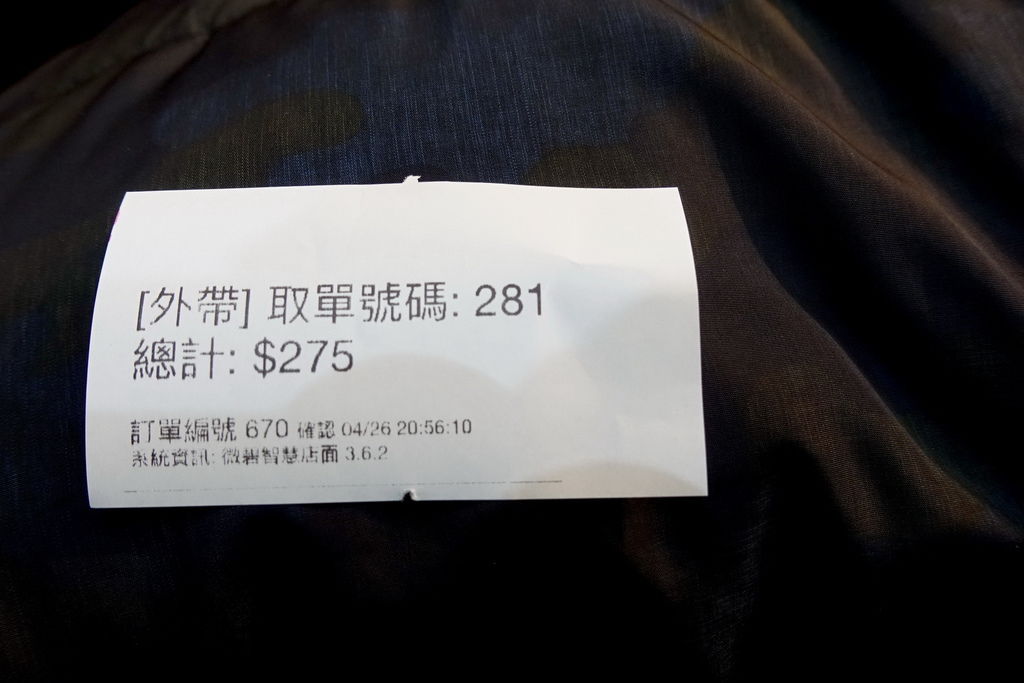 [外帶] 取單號碼: 281
總計: $275
訂單編號 670 確認 04/26 20:56:10
系統資訊: 微碧智慧店面 3.6.2